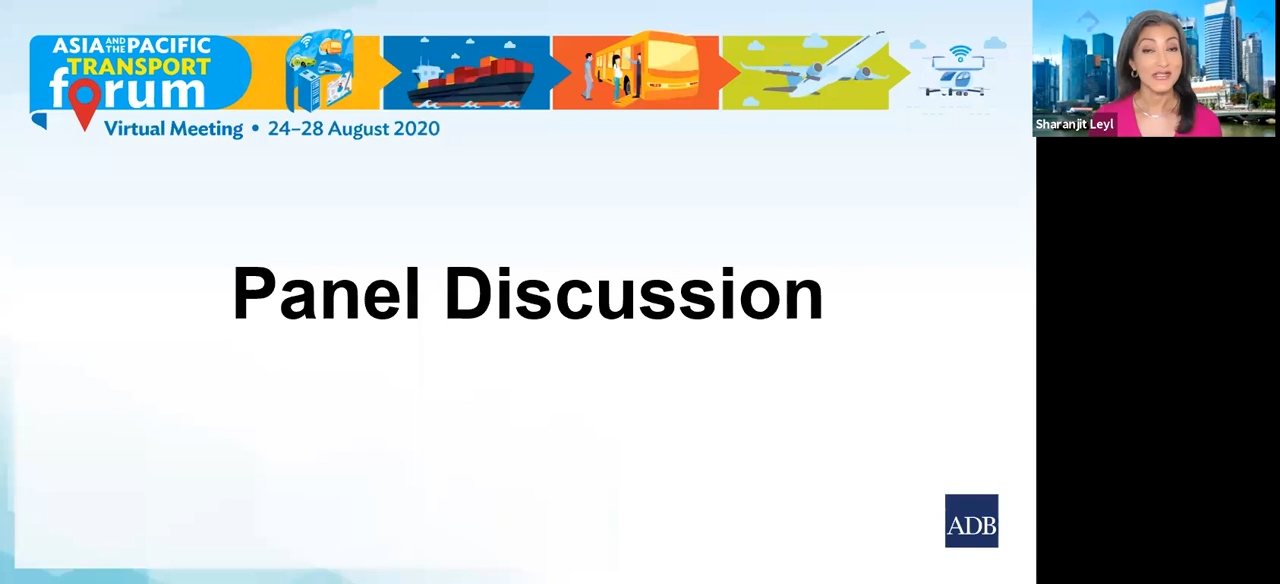 ASIA AND THE PACIFIC
TRANSPORT
forum
Virtual Meeting • 24–28 August 2020
Sharanjit Leyl
Panel Discussion
ADB